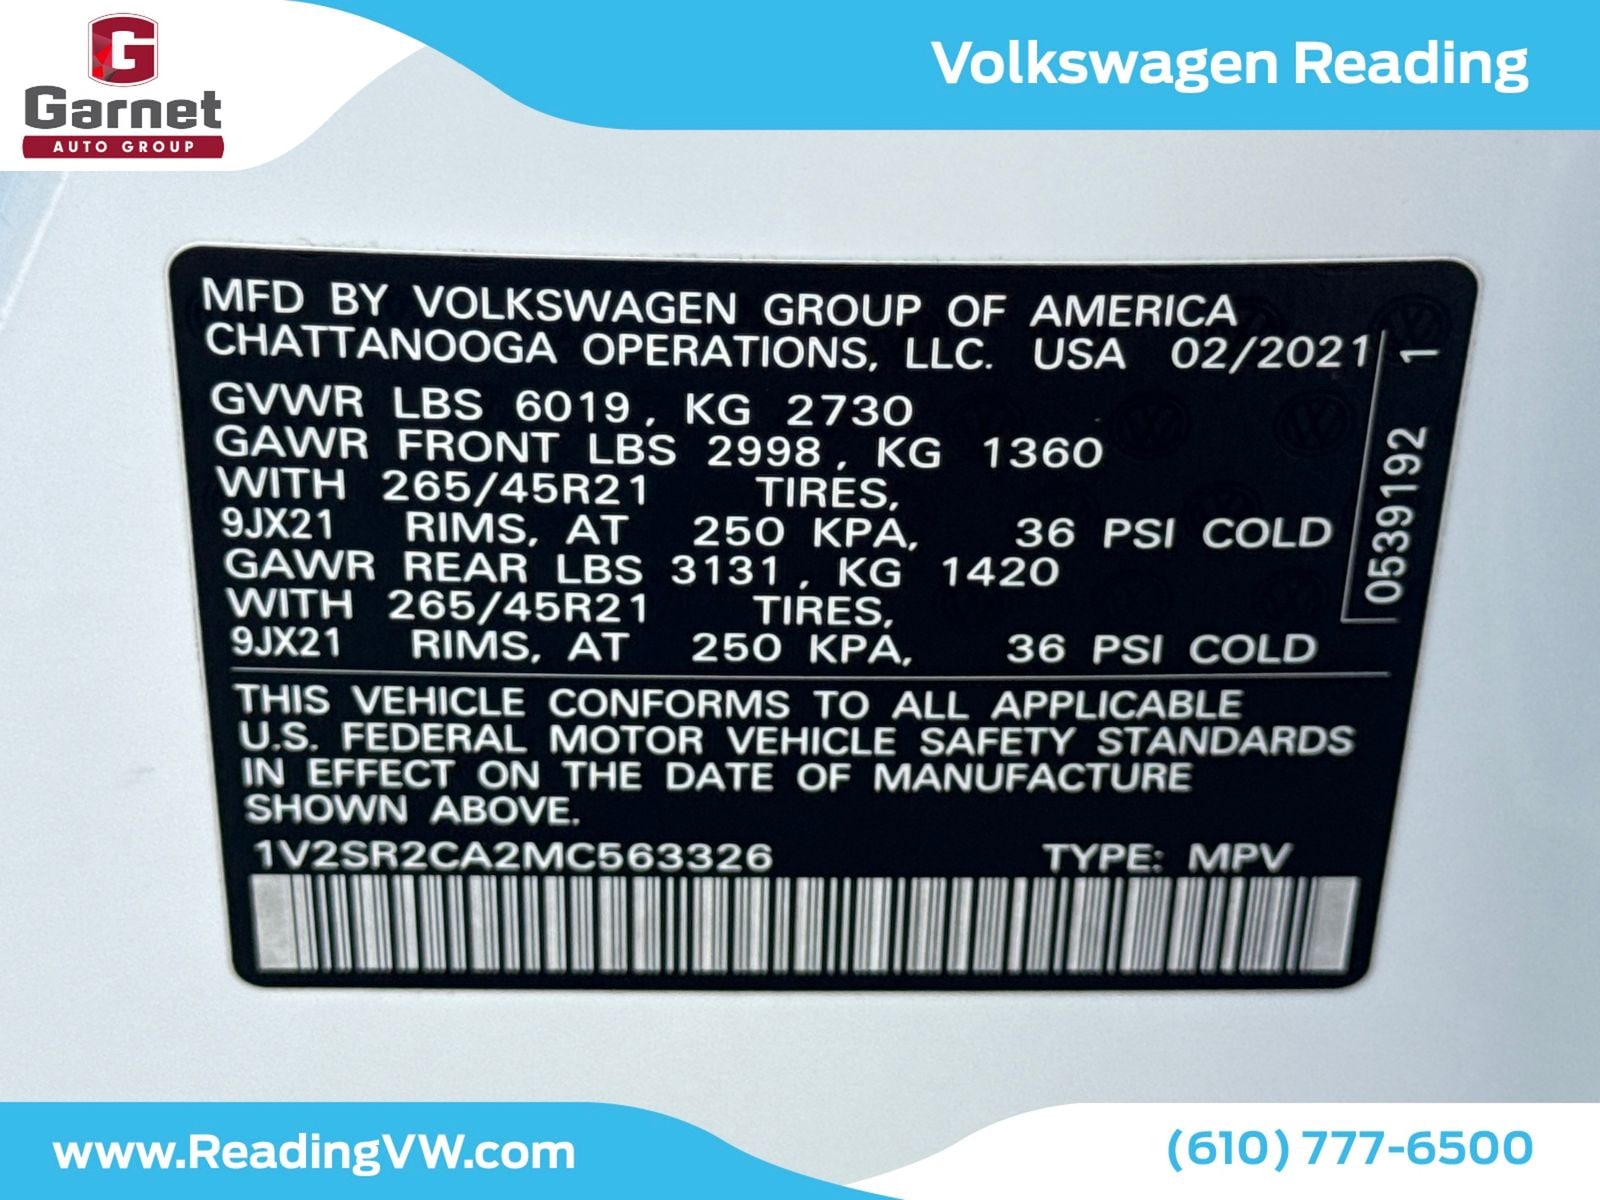 G
Garnet
AUTO GROUP
Volkswagen Reading
MFD BY VOLKSWAGEN GROUP OF AMERICA
CHATTANOOGA OPERATIONS, LLC. USA 02/2021
GVWR LBS 6019, KG 2730
GAWR FRONT LBS 2998, KG 1360
WITH 265/45R21 TIRES,
9JX21 RIMS, AT 250 KPA, 36 PSI COLD
GAWR REAR LBS 3131, KG 1420
WITH 265/45R21 TIRES,
9JX21 RIMS, AT 250 KPA, 36 PSI COLD
0539192 1
THIS VEHICLE CONFORMS TO ALL APPLICABLE
U.S. FEDERAL MOTOR VEHICLE SAFETY STANDARDS
IN EFFECT ON THE DATE OF MANUFACTURE
SHOWN ABOVE.
1V2SR2CA2MC563326 TYPE: MPV
www.ReadingVW.com
(610) 777-6500